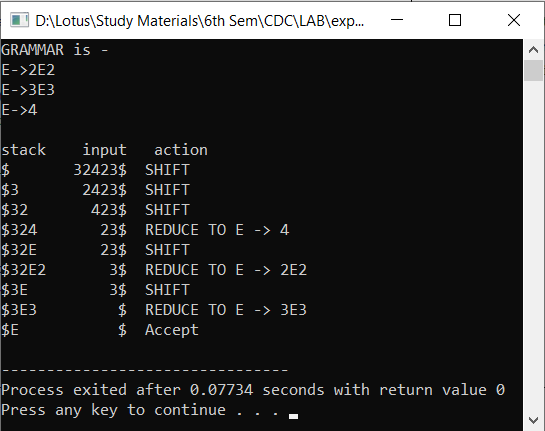 D:\Lotus\Study Materials\6th Sem\CDC\LAB\exp...
GRAMMAR is -
E->2E2
E->3E3
E->4
stack    input   action
$       32423$  SHIFT
$3       2423$  SHIFT
$32       423$  SHIFT
$324       23$  REDUCE TO E -> 4
$32E       23$  SHIFT
$32E2       3$  REDUCE TO E -> 2E2
$3E         3$  SHIFT
$3E3         $  REDUCE TO E -> 3E3
$E           $  Accept
--------------------------------
Process exited after 0.07734 seconds with return value 0
Press any key to continue . . .